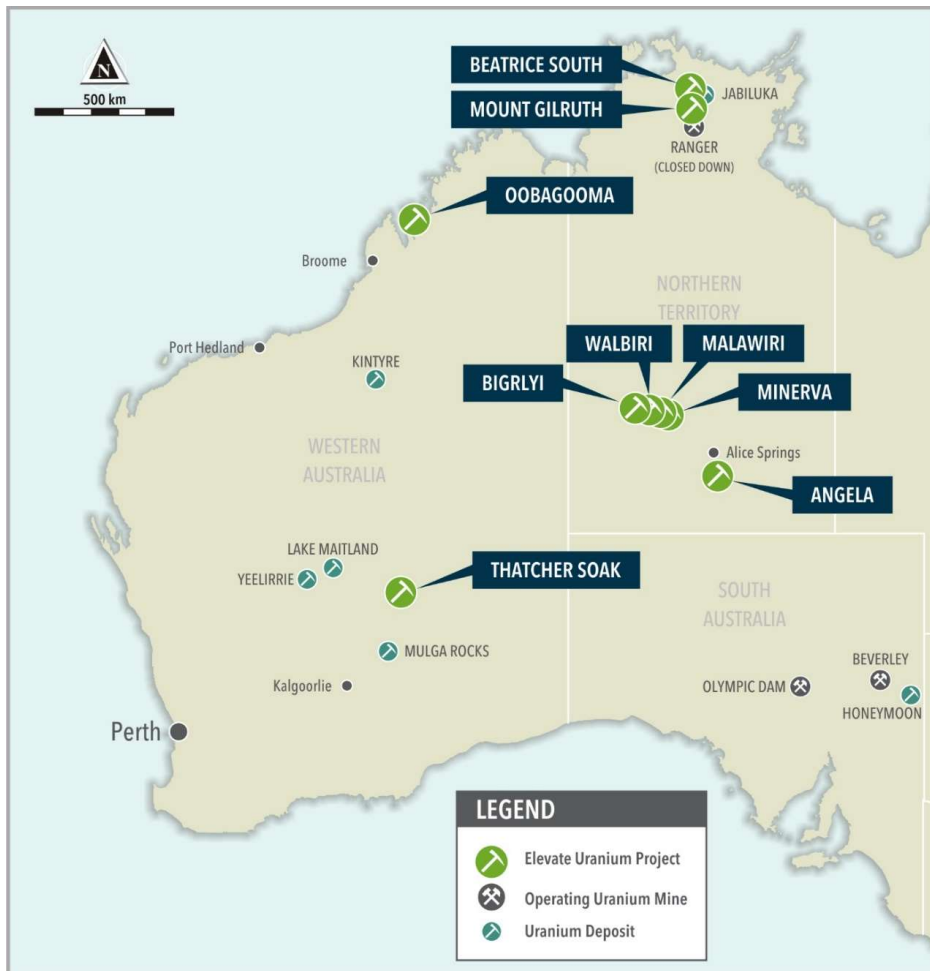 N
500 km
BEATRICE SOUTH
JABILUKA
MOUNT GILRUTH
RANGER
(CLOSED DOWN)
OOBAGOOMA
Broome
NORTHERN
TERRITORY
Port Hedland
WALBIRI
MALAWIRI
KINTYRE
BIGRLYI
MINERVA
WESTERN
AUSTRALIA
Alice Springs
ANGELA
LAKE MAITLAND
YEELIRRIE
THATCHER SOAK
SOUTH
AUSTRALIA
MULGA ROCKS
BEVERLEY
Kalgoorlie
OLYMPIC DAM
HONEYMOON
Perth
LEGEND
Elevate Uranium Project
Operating Uranium Mine
Uranium Deposit